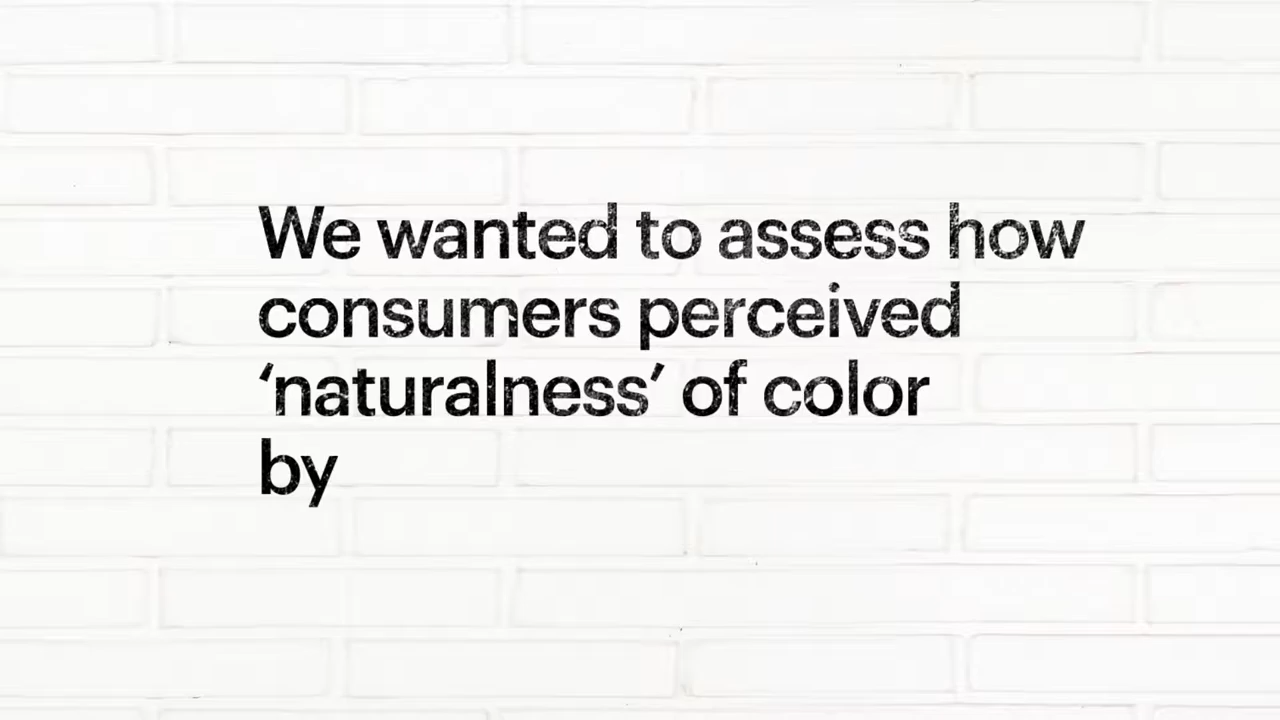 We wanted to assess how
consumers perceived
‘naturalness’ of color
by